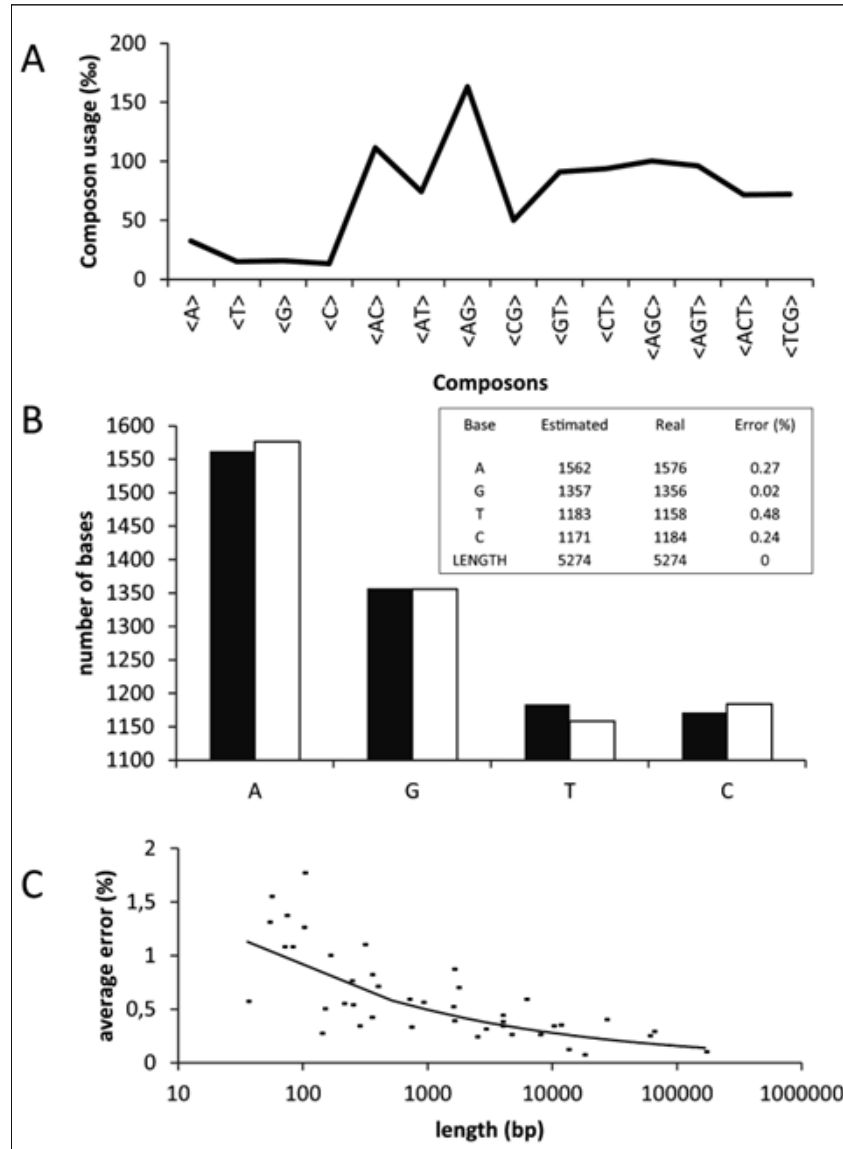 A
Composon usage (‰)
200
150
100
50
0
<A>
<T>
<G>
<C>
<AC>
<AT>
<AG>
<CG>
<GT>
<CT>
<AGC>
<AGT>
<ACT>
<TCG>
Composons
B
number of bases
1600
1550
1500
1450
1400
1350
1300
1250
1200
1150
1100
Base Estimated Real Error (%)
A 1562 1576 0.27
G 1357 1356 0.02
T 1183 1158 0.48
C 1171 1184 0.24
LENGTH 5274 5274 0
A G T C
C
average error (%)
2
1,5
1
0,5
0
10 100 1000 10000 100000 1000000
length (bp)